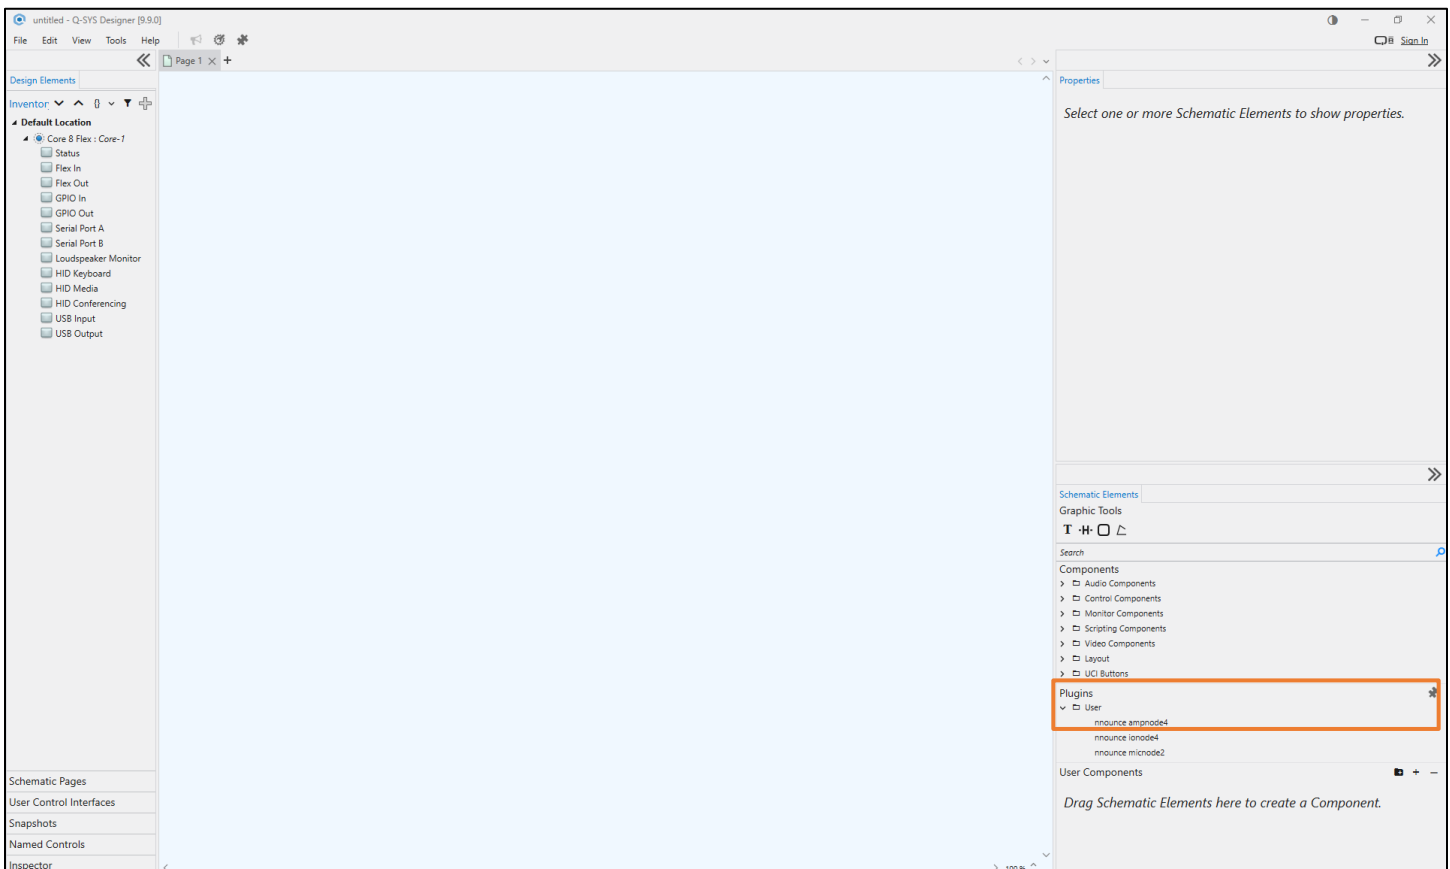 untitled - Q-SYS Designer [9.9.0]
File Edit View Tools Help
Sign In
Page 1
Design Elements
Inventor
Default Location
Core 8 Flex : Core-1
Status
Flex In
Flex Out
GPIO In
GPIO Out
Serial Port A
Serial Port B
Loudspeaker Monitor
HID Keyboard
HID Media
HID Conferencing
USB Input
USB Output
Schematic Pages
User Control Interfaces
Snapshots
Named Controls
Inspector
100 %
Properties
Select one or more Schematic Elements to show properties.
Schematic Elements
Graphic Tools
T
Search
Components
Audio Components
Control Components
Monitor Components
Scripting Components
Video Components
Layout
UCI Buttons
Plugins
User
nnounce ampnode4
nnounce ionode4
nnounce micnode2
User Components
Drag Schematic Elements here to create a Component.